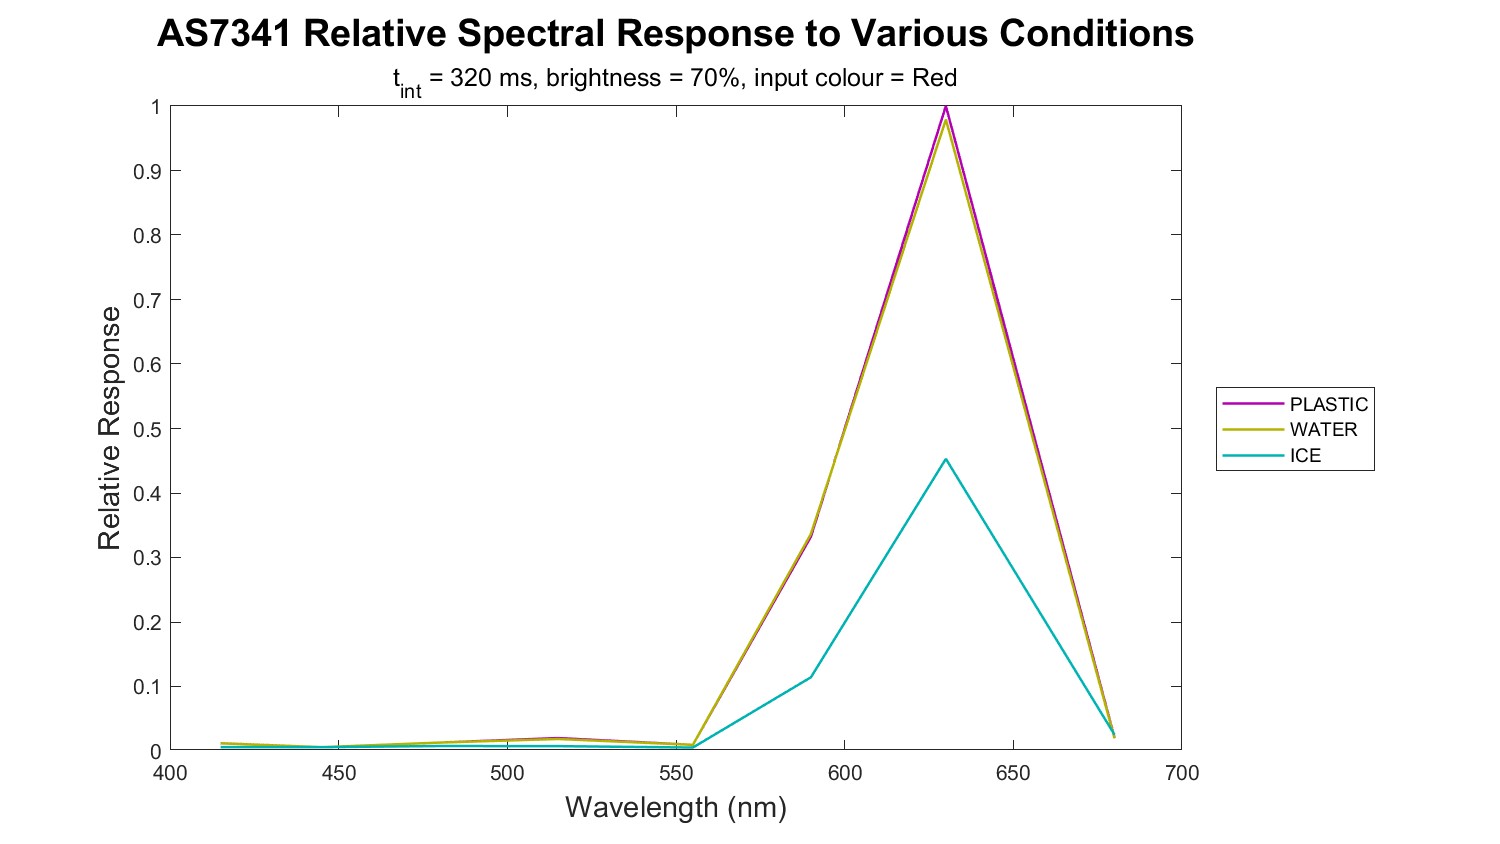 AS7341 Relative Spectral Response to Various Conditions
tint = 320 ms, brightness = 70%, input colour = Red
1
0.9
0.8
0.7
0.6
0.5
0.4
0.3
0.2
0.1
0
Relative Response
400 450 500 550 600 650 700
Wavelength (nm)
PLASTIC
WATER
ICE